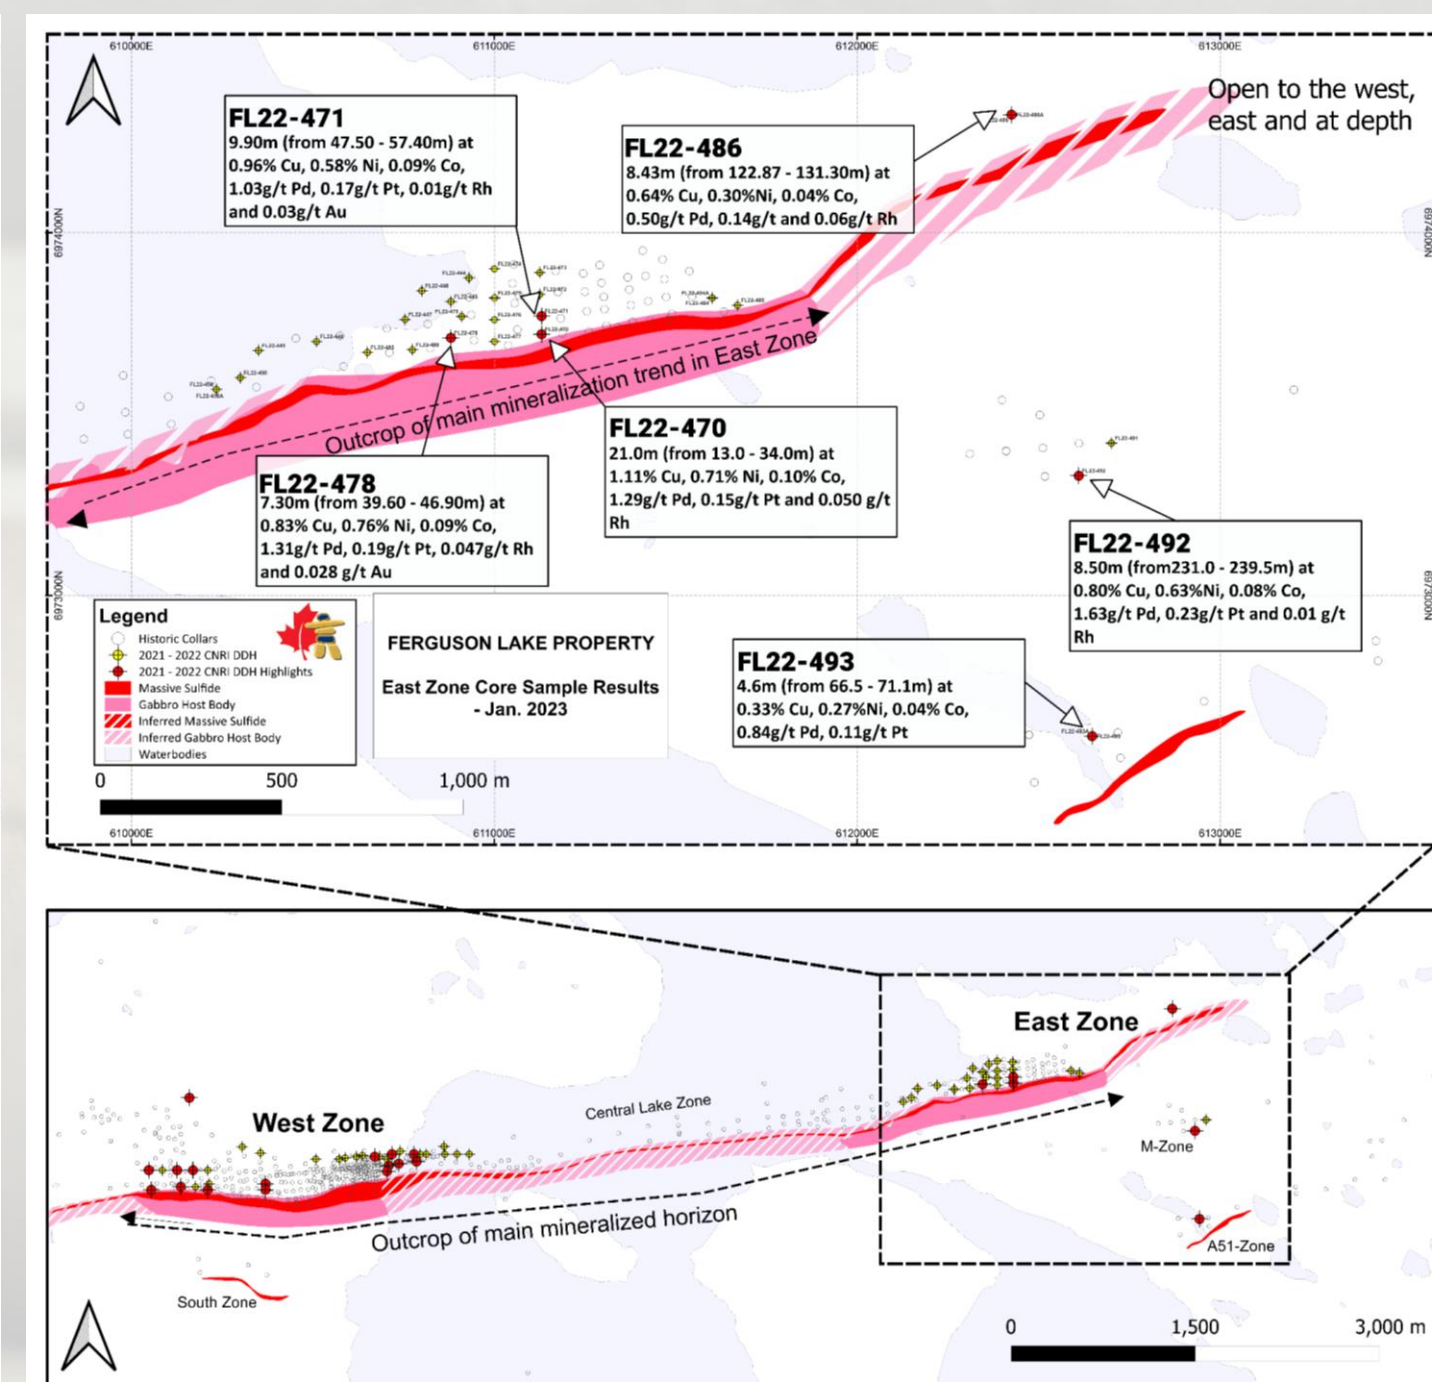 610000E
611000E
612000E
613000E
Open to the west,
east and at depth
FL22-471
9.90m (from 47.50 - 57.40m) at
0.96% Cu, 0.58% Ni, 0.09% Co,
1.03g/t Pd, 0.17g/t Pt, 0.01g/t Rh
and 0.03g/t Au
FL22-486
8.43m (from 122.87 - 131.30m) at
0.64% Cu, 0.30%Ni, 0.04% Co,
0.50g/t Pd, 0.14g/t and 0.06g/t Rh
6974000N
6974000N
FL22-471
FL22-470
FL22-478
Outcrop of main mineralization trend in East Zone
FL22-470
21.0m (from 13.0 - 34.0m) at
1.11% Cu, 0.71% Ni, 0.10% Co,
1.29g/t Pd, 0.15g/t Pt and 0.050 g/t
Rh
FL22-478
7.30m (from 39.60 - 46.90m) at
0.83% Cu, 0.76% Ni, 0.09% Co,
1.31g/t Pd, 0.19g/t Pt, 0.047g/t Rh
and 0.028 g/t Au
FL22-491
FL22-492
FL22-492
8.50m (from231.0 - 239.5m) at
0.80% Cu, 0.63%Ni, 0.08% Co,
1.63g/t Pd, 0.23g/t Pt and 0.01 g/t
Rh
6973000N
6973000N
Legend
Historic Collars
2021 - 2022 CNRI DDH
2021 - 2022 CNRI DDH Highlights
Massive Sulfide
Gabbro Host Body
Inferred Massive Sulfide
Inferred Gabbro Host Body
Waterbodies
FERGUSON LAKE PROPERTY
East Zone Core Sample Results
- Jan. 2023
FL22-493
4.6m (from 66.5 - 71.1m) at
0.33% Cu, 0.27%Ni, 0.04% Co,
0.84g/t Pd, 0.11g/t Pt
0 500 1,000 m
610000E
611000E
612000E
613000E
East Zone
Central Lake Zone
West Zone
M-Zone
Outcrop of main mineralized horizon
A51-Zone
South Zone
0 1,500 3,000 m